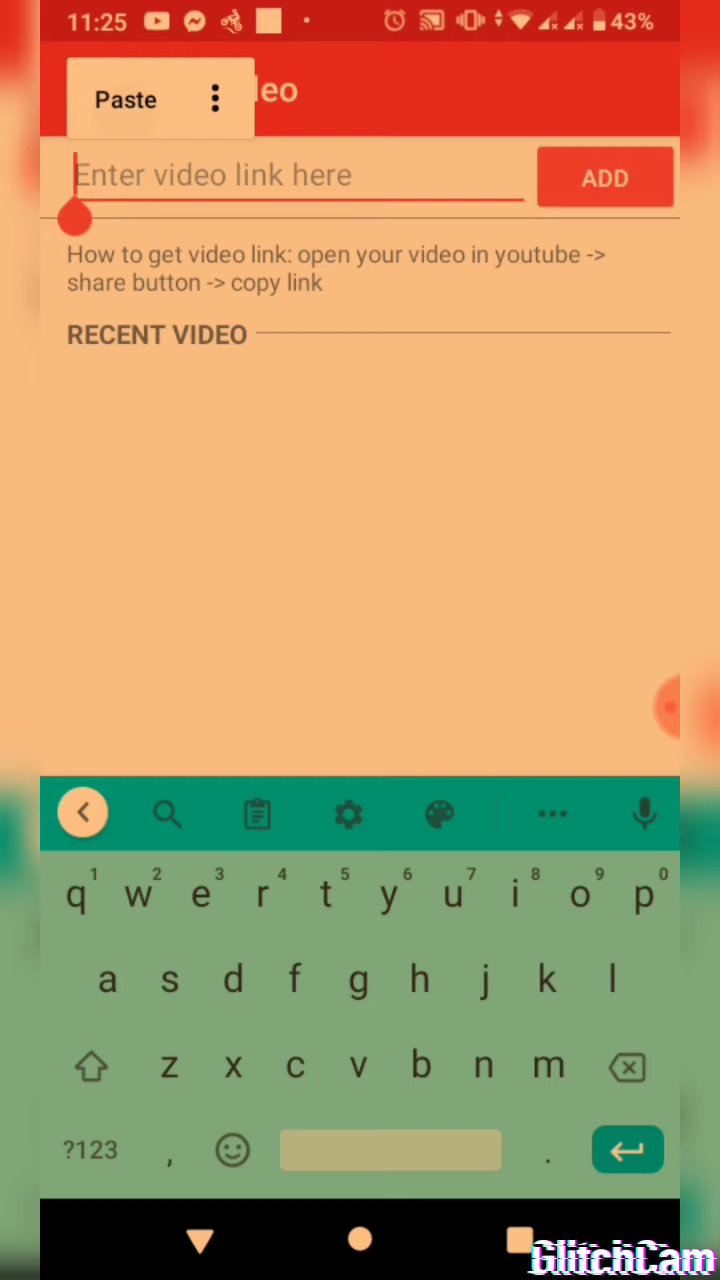 11:25
43%
Paste
leo
Enter video link here
ADD
How to get video link: open your video in youtube ->
share button -> copy link
RECENT VIDEO
1 2 3 4 5 6 7 8 9 0
q w e r t y u i o p
a s d f g h j k l
z x c v b n m
?123 , .
GlitchCam